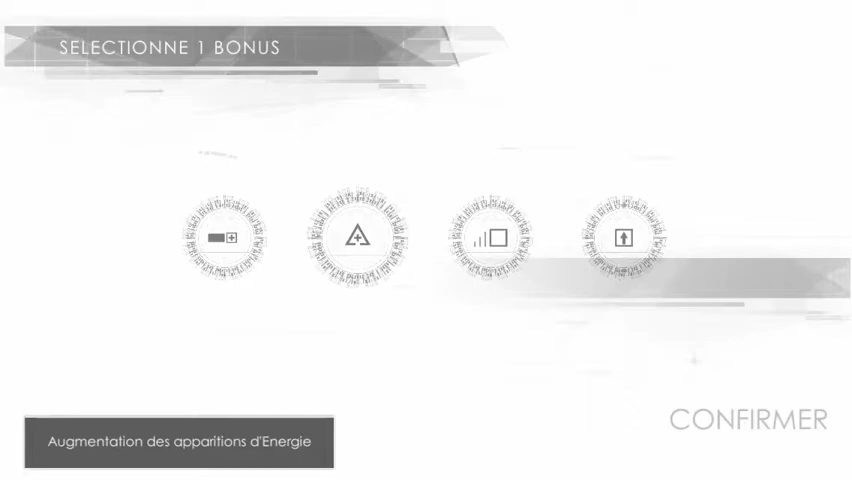 SELECTIONNE 1 BONUS
CONFIRMER
Augmentation des apparitions d'Energie